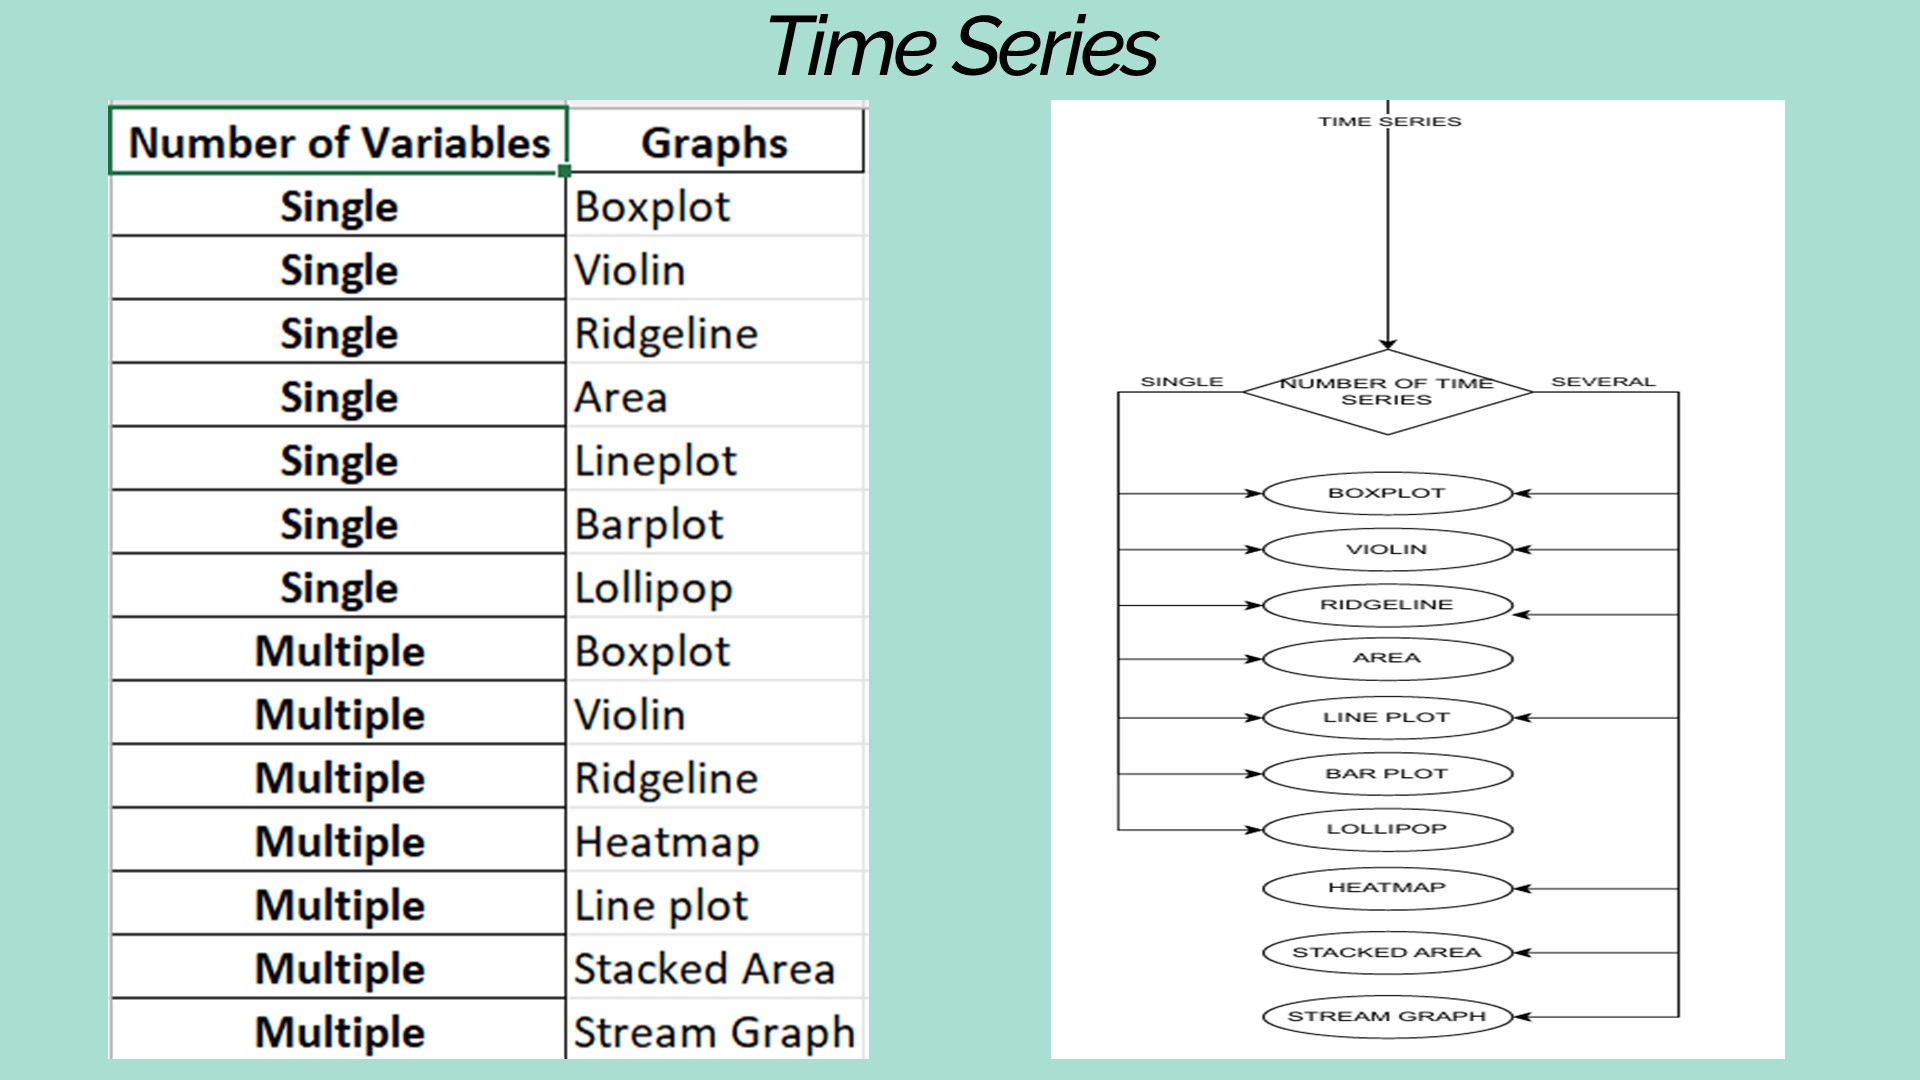 Time Series
Number of Variables Graphs
Single Boxplot
Single Violin
Single Ridgeline
Single Area
Single Lineplot
Single Barplot
Single Lollipop
Multiple Boxplot
Multiple Violin
Multiple Ridgeline
Multiple Heatmap
Multiple Line plot
Multiple Stacked Area
Multiple Stream Graph
TIME SERIES
SINGLE
NUMBER OF TIME
SERIES
SEVERAL
BOXPLOT
VIOLIN
RIDGELINE
AREA
LINE PLOT
BAR PLOT
LOLLIPOP
HEATMAP
STACKED AREA
STREAM GRAPH